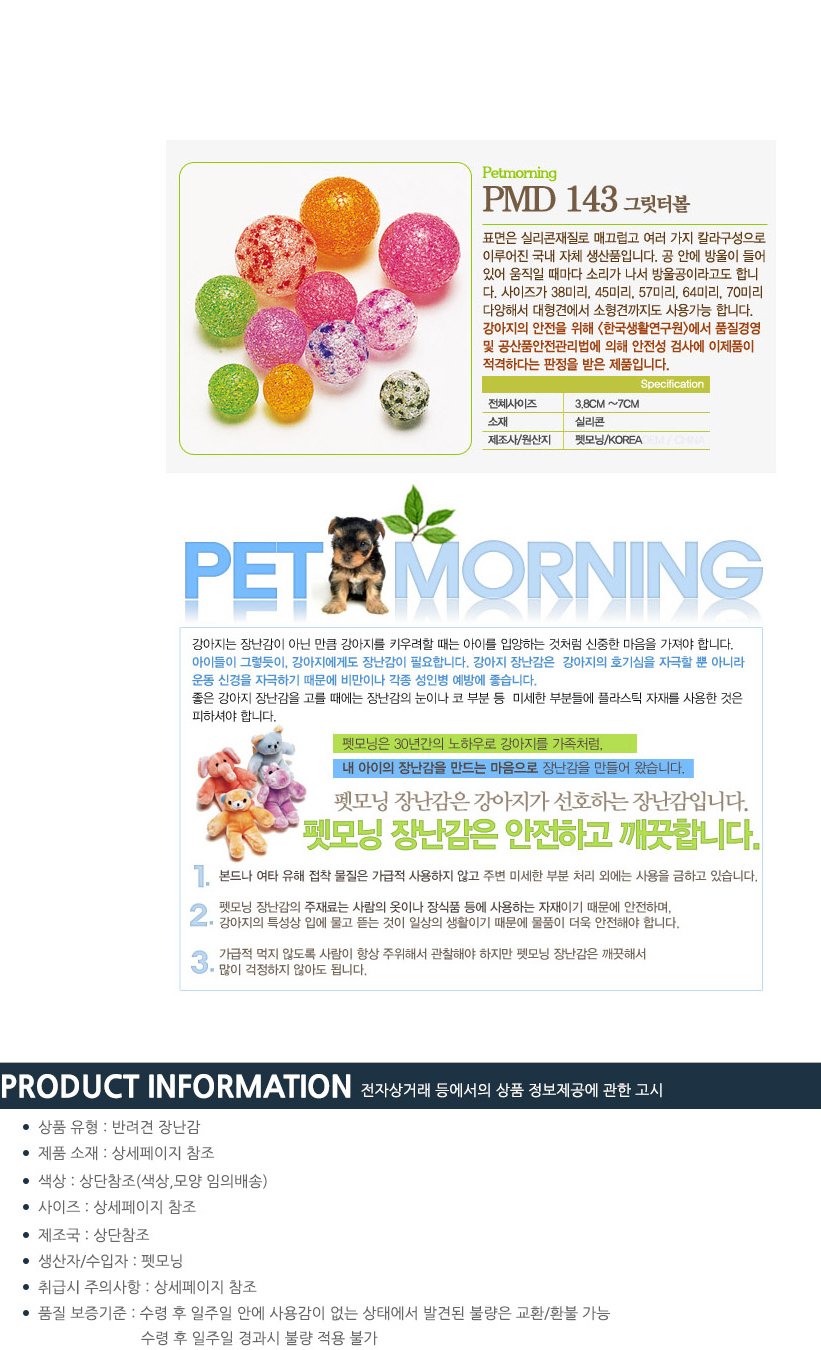 Petmorning
PMD 143 그릿터볼
표면은 실리콘재질로 매끄럽고 여러 가지 칼라구성으로
이루어진 국내 자체 생산품입니다. 공 안에 방울이 들어
있어 움직일 때마다 소리가 나서 방울공이라고도 합니
다. 사이즈가 38미리, 45미리, 57미리, 64미리, 70미리
다양해서 대형견에서 소형견까지도 사용가능 합니다.
강아지의 안전을 위해 <한국생활연구원>에서 품질경영
및 공산품안전관리법에 의해 안전성 검사에 이제품이
적격하다는 판정을 받은 제품입니다.
Specification
전체사이즈 3.8CM ~7CM
소재 실리콘
제조사/원산지 펫모닝/KOREA
PET MORNING
강아지는 장난감이 아닌 만큼 강아지를 키우려할 때는 아이를 입양하는 것처럼 신중한 마음을 가져야 합니다.
아이들이 그렇듯이, 강아지에게도 장난감이 필요합니다. 강아지 장난감은 강아지의 호기심을 자극할 뿐 아니라
운동 신경을 자극하기 때문에 비만이나 각종 성인병 예방에 좋습니다.
좋은 강아지 장난감을 고를 때에는 장난감의 눈이나 코 부분 등 미세한 부분들에 플라스틱 자재를 사용한 것은
피하셔야 합니다.
펫모닝은 30년간의 노하우로 강아지를 가족처럼,
내 아이의 장난감을 만드는 마음으로 장난감을 만들어 왔습니다.
펫모닝 장난감은 강아지가 선호하는 장난감입니다.
펫모닝 장난감은 안전하고 깨끗합니다.
1. 본드나 여타 유해 접착 물질은 가급적 사용하지 않고 주변 미세한 부분 처리 외에는 사용을 금하고 있습니다.
2. 펫모닝 장난감의 주재료는 사람의 옷이나 장식품 등에 사용하는 자재이기 때문에 안전하며,
강아지의 특성상 입에 물고 뜯는 것이 일상의 생활이기 때문에 물품이 더욱 안전해야 합니다.
3. 가급적 먹지 않도록 사람이 항상 주위해서 관찰해야 하지만 펫모닝 장난감은 깨끗해서
많이 걱정하지 않아도 됩니다.
PRODUCT INFORMATION 전자상거래 등에서의 상품 정보제공에 관한 고시
• 상품 유형 : 반려견 장난감
• 제품 소재 : 상세페이지 참조
• 색상 : 상단참조(색상,모양 임의배송)
• 사이즈 : 상세페이지 참조
• 제조국 : 상단참조
• 생산자/수입자 : 펫모닝
• 취급시 주의사항 : 상세페이지 참조
• 품질 보증기준 : 수령 후 일주일 안에 사용감이 없는 상태에서 발견된 불량은 교환/환불 가능
수령 후 일주일 경과시 불량 적용 불가